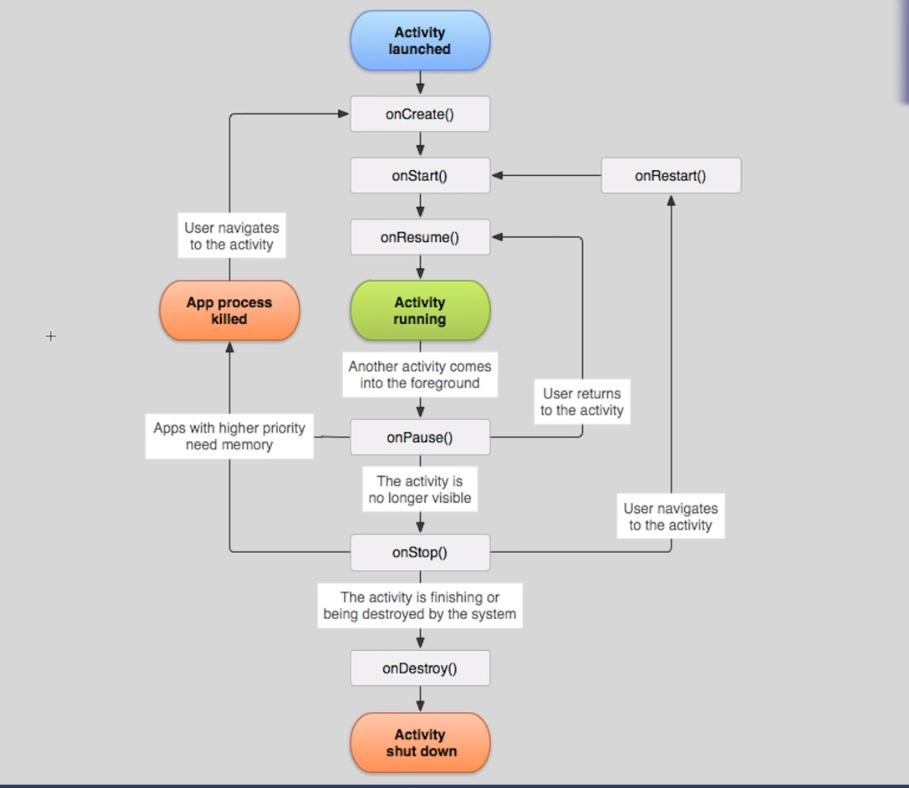 Activity
launched
onCreate()
onStart()
onRestart()
User navigates
to the activity
onResume()
App process
killed
Activity
running
Another activity comes
into the foreground
User returns
to the activity
Apps with higher priority
need memory
onPause()
The activity is
no longer visible
User navigates
to the activity
onStop()
The activity is finishing or
being destroyed by the system
onDestroy()
Activity
shut down